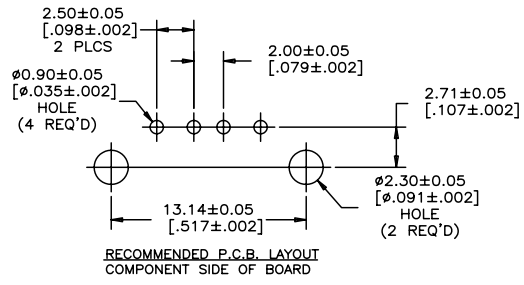 2.50±0.05
[.098±.002]
2 PLCS
2.00±0.05
[.079±.002]
ø0.90±0.05
[ø.035±.002]
HOLE
(4 REQ'D)
2.71±0.05
[.107±.002]
ø2.30±0.05
[ø.091±.002]
HOLE
(2 REQ'D)
13.14±0.05
[.517±.002]
RECOMMENDED P.C.B. LAYOUT
COMPONENT SIDE OF BOARD